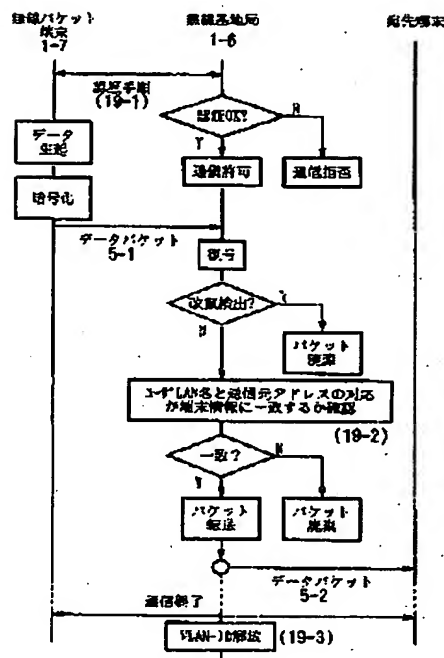 無線パケット
端末
1-7
無線基地局
1-6
宛先端末
認証手順
(19-1)
認証OK?
N
データ
生起
Y
通信許可
通信拒否
暗号化
データパケット
5-1
復号
改竄検出?
Y
N
パケット
廃棄
ユーザLAN名と送信元アドレスの対応
が端末情報に一致するか確認
(19-2)
一致?
N
Y
パケット
転送
パケット
廃棄
データパケット
5-2
通信終了
VLAN-ID解放
(19-3)